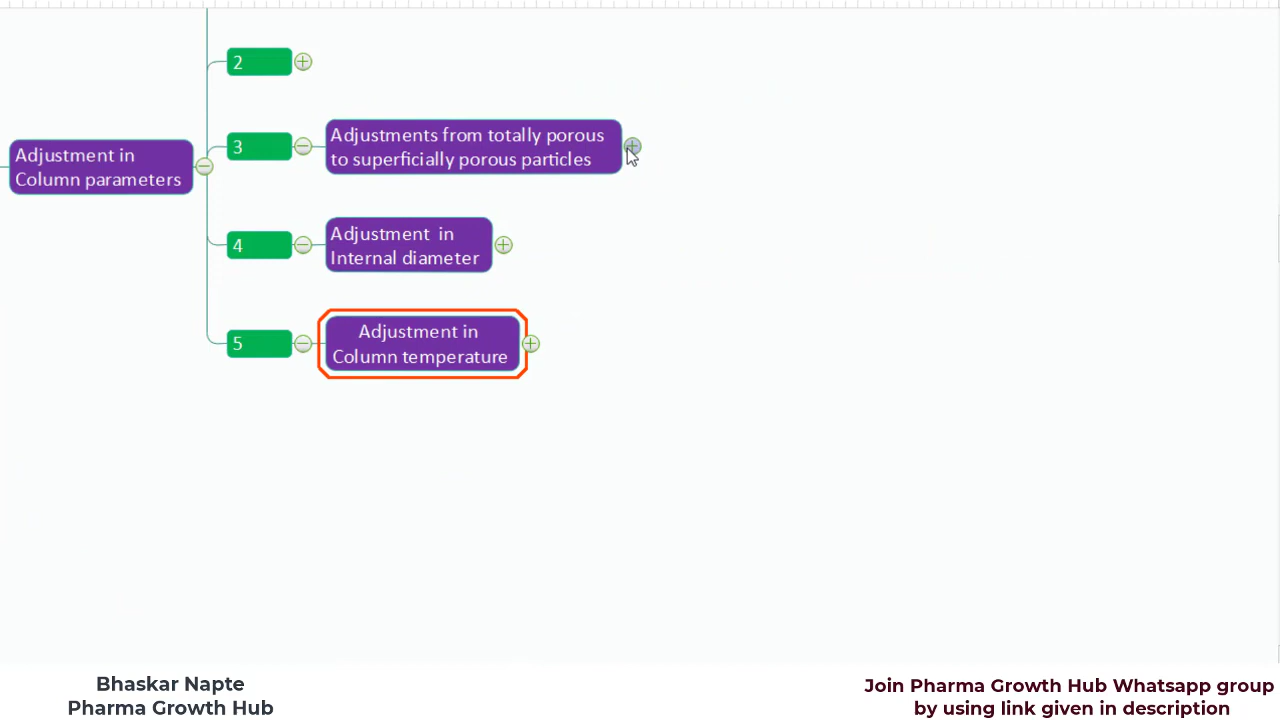 2
3
Adjustments from totally porous
to superficially porous particles
Adjustment in
Column parameters
4
Adjustment in
Internal diameter
5
Adjustment in
Column temperature
Bhaskar Napte
Pharma Growth Hub
Join Pharma Growth Hub Whatsapp group
by using link given in description